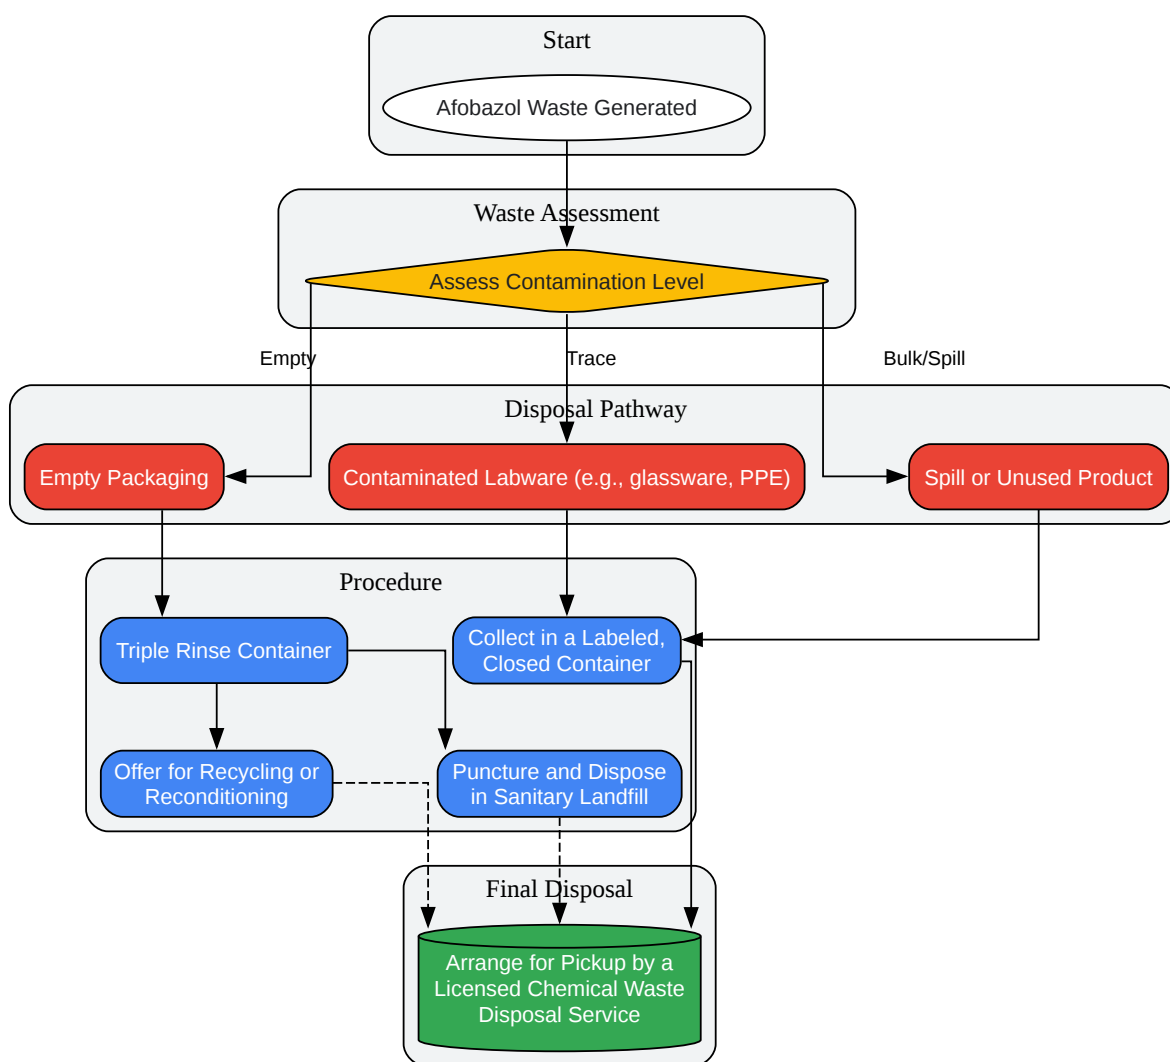 Start
Afobazol Waste Generated
Waste Assessment
Assess Contamination Level
Empty
Trace
Bulk/Spill
Disposal Pathway
Empty Packaging
Contaminated Labware (e.g., glassware, PPE)
Spill or Unused Product
Procedure
Triple Rinse Container
Collect in a Labeled,
Closed Container
Offer for Recycling or
Reconditioning
Puncture and Dispose
in Sanitary Landfill
Final Disposal
Arrange for Pickup by a
Licensed Chemical Waste
Disposal Service